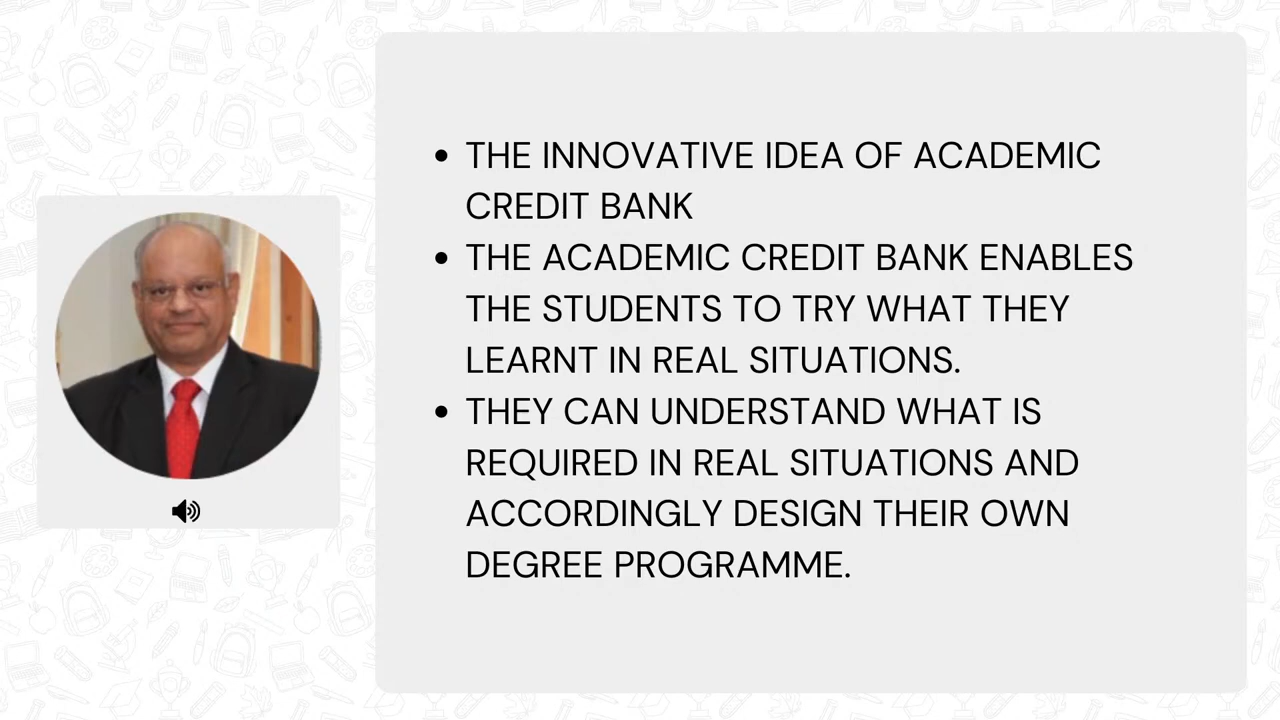 THE INNOVATIVE IDEA OF ACADEMIC
CREDIT BANK
THE ACADEMIC CREDIT BANK ENABLES
THE STUDENTS TO TRY WHAT THEY
LEARNT IN REAL SITUATIONS.
THEY CAN UNDERSTAND WHAT IS
REQUIRED IN REAL SITUATIONS AND
ACCORDINGLY DESIGN THEIR OWN
DEGREE PROGRAMME.